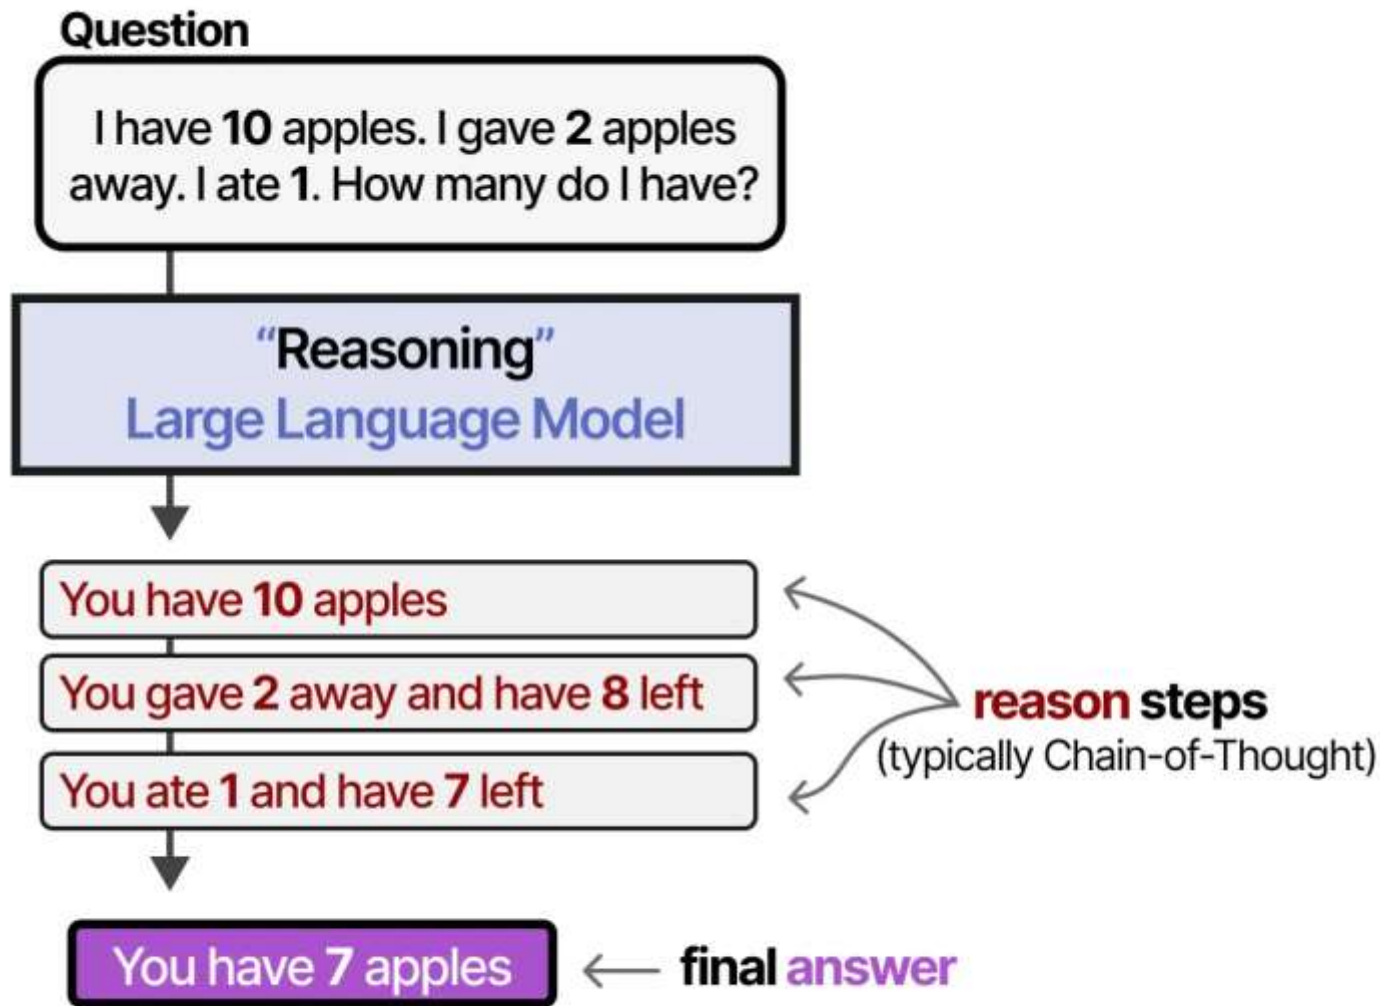 Question
I have 10 apples. I gave 2 apples
away. I ate 1. How many do I have?
“Reasoning”
Large Language Model
You have 10 apples
You gave 2 away and have 8 left
You ate 1 and have 7 left
reason steps
(typically Chain-of-Thought)
You have 7 apples
final answer